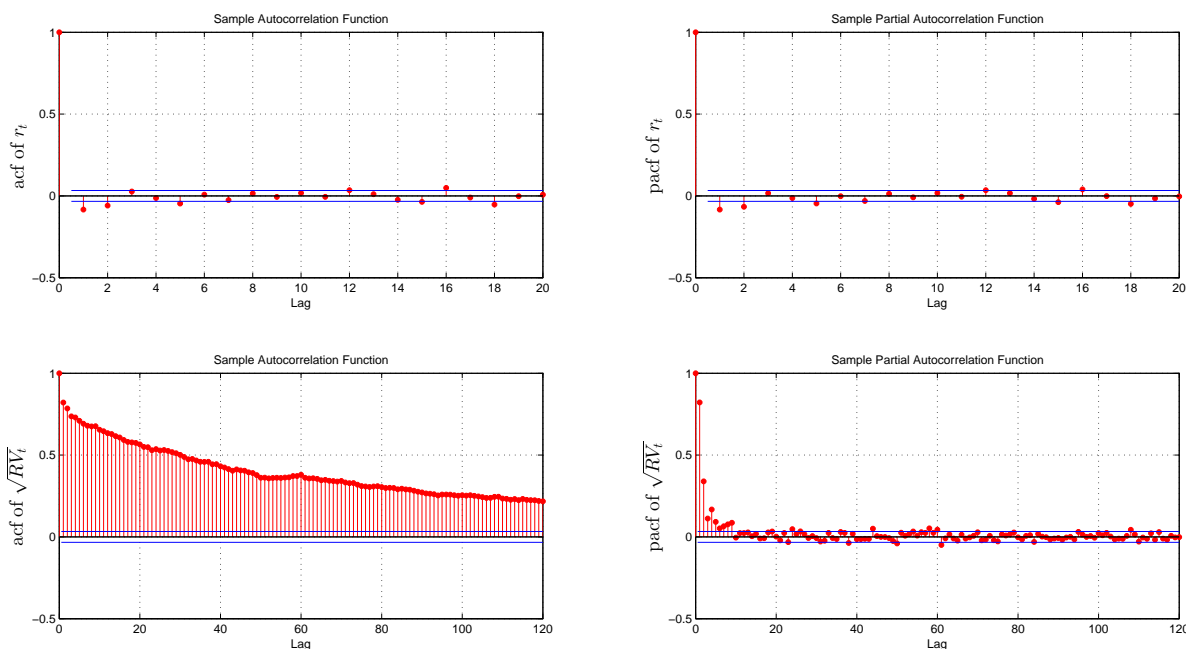 Sample Autocorrelation Function
1
0.5
0
−0.5
acf of $r_t$
0 2 4 6 8 10 12 14 16 18 20
Lag
Sample Partial Autocorrelation Function
1
0.5
0
−0.5
pacf of $r_t$
0 2 4 6 8 10 12 14 16 18 20
Lag
Sample Autocorrelation Function
1
0.5
0
−0.5
acf of $\sqrt{RV_t}$
0 20 40 60 80 100 120
Lag
Sample Partial Autocorrelation Function
1
0.5
0
−0.5
pacf of $\sqrt{RV_t}$
0 20 40 60 80 100 120
Lag